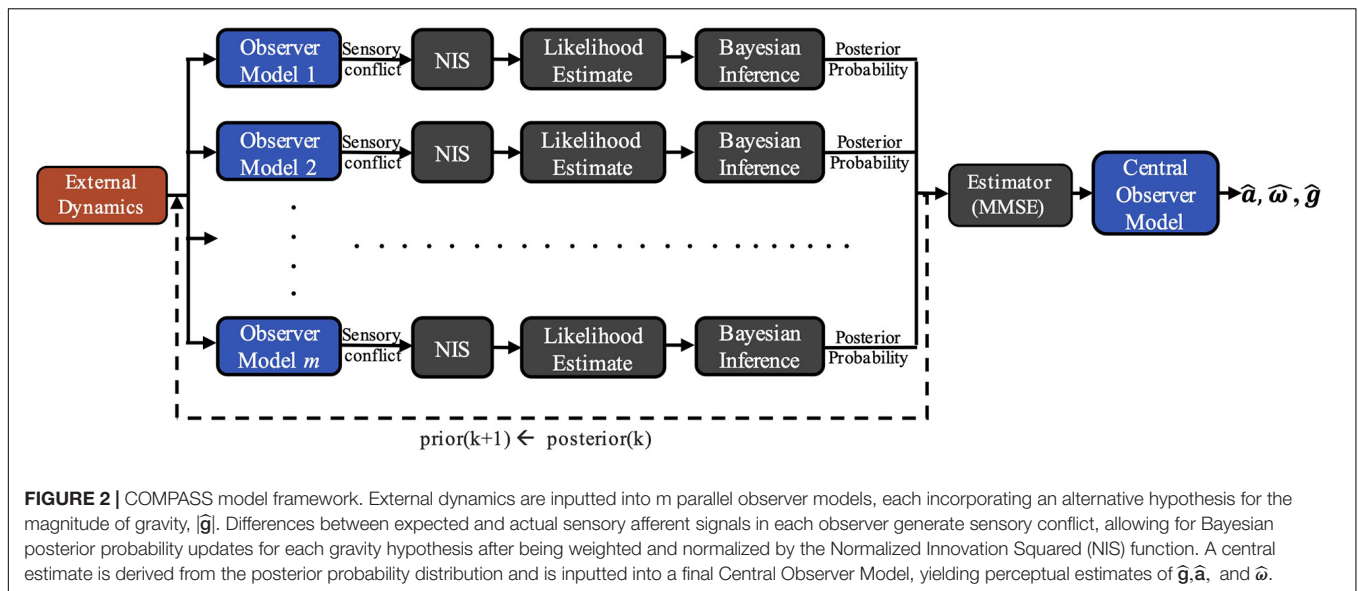 Observer
Model 1
Sensory
conflict
NIS
Likelihood
Estimate
Bayesian
Inference
Posterior
Probability
Observer
Model 2
Sensory
conflict
NIS
Likelihood
Estimate
Bayesian
Inference
Posterior
Probability
External
Dynamics
Estimator
(MMSE)
Central
Observer
Model
â, ω̂, ĝ
Observer
Model m
Sensory
conflict
NIS
Likelihood
Estimate
Bayesian
Inference
Posterior
Probability
prior(k+1) ← posterior(k)
FIGURE 2 | COMPASS model framework. External dynamics are inputted into m parallel observer models, each incorporating an alternative hypothesis for the
magnitude of gravity, |ĝ|. Differences between expected and actual sensory afferent signals in each observer generate sensory conflict, allowing for Bayesian
posterior probability updates for each gravity hypothesis after being weighted and normalized by the Normalized Innovation Squared (NIS) function. A central
estimate is derived from the posterior probability distribution and is inputted into a final Central Observer Model, yielding perceptual estimates of ĝ,â, and ω̂.